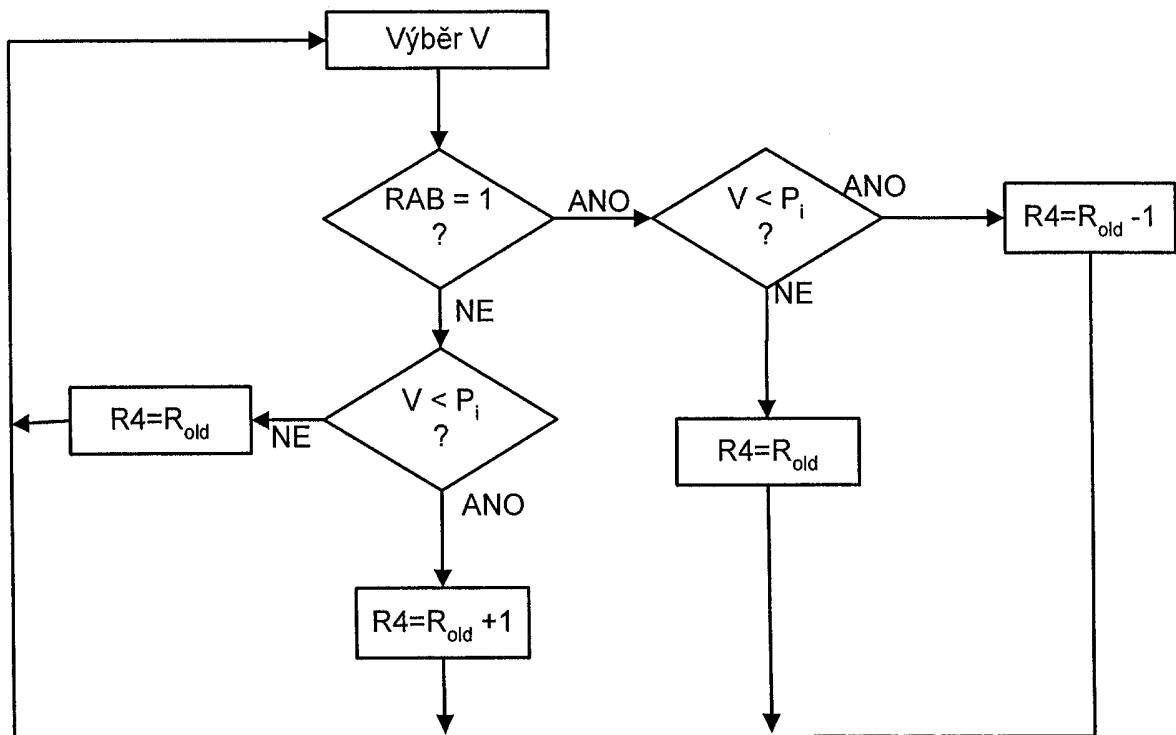 Výběr V
RAB = 1
?
ANO
V < Pi
?
ANO
R4=Rold -1
NE
NE
V < Pi
?
NE
R4=Rold
R4=Rold
ANO
R4=Rold +1